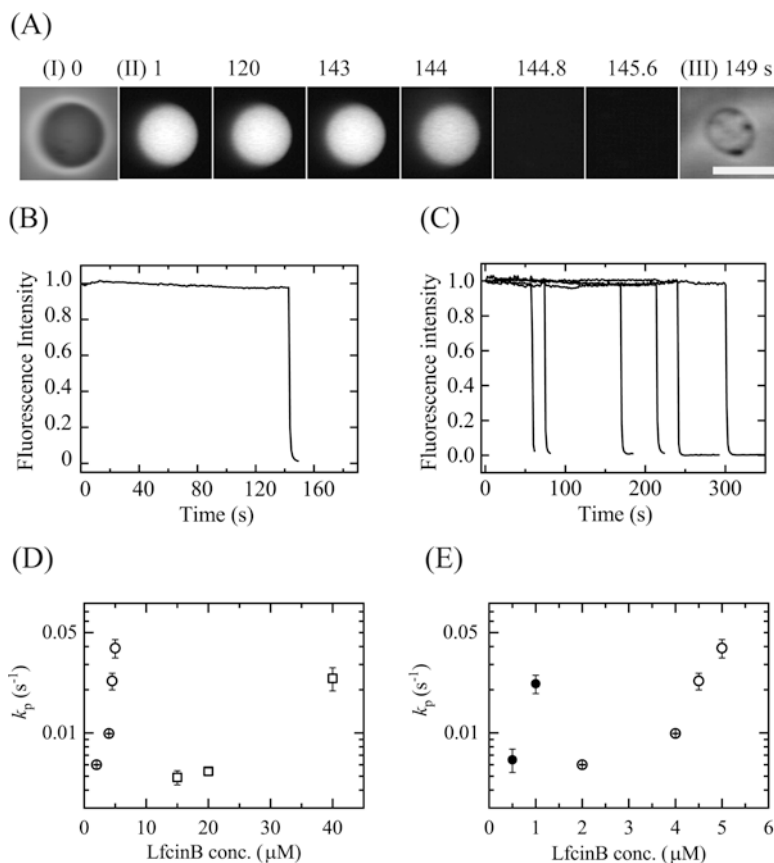 (A)
(I) 0 (II) 1 120 143 144 144.8 145.6 (III) 149 s
(B)
Fluorescence Intensity
1.0
0.8
0.6
0.4
0.2
0
0 40 80 120 160
Time (s)
(C)
Fluorescence intensity
1.0
0.8
0.6
0.4
0.2
0.0
0 100 200 300
Time (s)
(D)
kp (s-1)
0.05
0.01
0 10 20 30 40
LfcinB conc. (μM)
(E)
kp (s-1)
0.05
0.01
0 1 2 3 4 5 6
LfcinB conc. (μM)